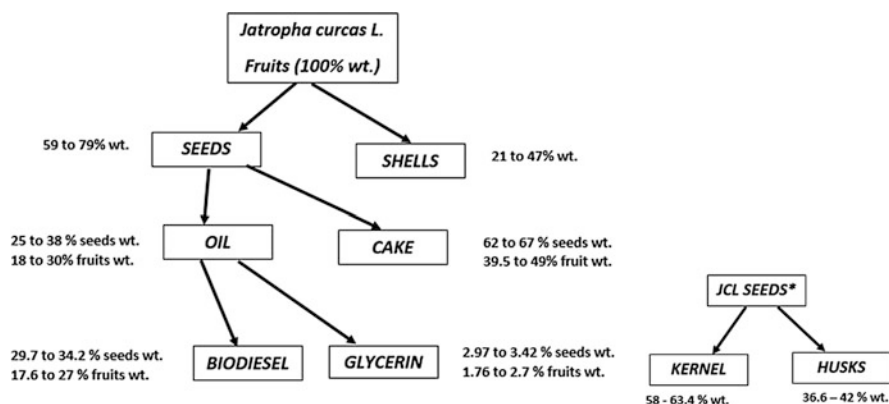 Jatropha curcas L.
Fruits (100% wt.)
59 to 79% wt.
SEEDS
SHELLS
21 to 47% wt.
25 to 38 % seeds wt.
18 to 30% fruits wt.
OIL
CAKE
62 to 67 % seeds wt.
39.5 to 49% fruit wt.
JCL SEEDS*
29.7 to 34.2 % seeds wt.
17.6 to 27 % fruits wt.
BIODIESEL
GLYCERIN
2.97 to 3.42 % seeds wt.
1.76 to 2.7 % fruits wt.
KERNEL
HUSKS
58 - 63.4 % wt.
36.6 – 42 % wt.